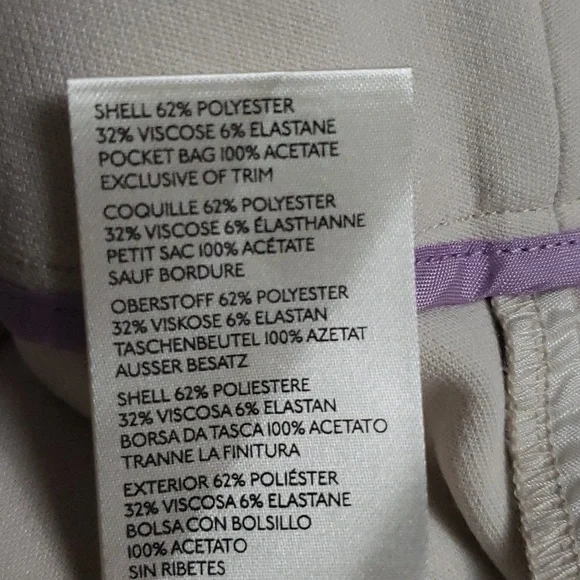 SHELL 62% POLYESTER
32% VISCOSE 6% ELASTANE
POCKET BAG 100% ACETATE
EXCLUSIVE OF TRIM
COQUILLE 62% POLYESTER
32% VISCOSE 6% ÉLASTHANNE
PETIT SAC 100% ACÉTATE
SAUF BORDURE
OBERSTOFF 62% POLYESTER
32% VISKOSE 6% ELASTAN
TASCHENBEUTEL 100% AZETAT
AUSSER BESATZ
SHELL 62% POLIESTERE
32% VISCOSA 6% ELASTAN
BORSA DA TASCA 100% ACETATO
TRANNE LA FINITURA
EXTERIOR 62% POLIÉSTER
32% VISCOSA 6% ELASTANE
BOLSA CON BOLSILLO
100% ACETATO
SIN RIBETES